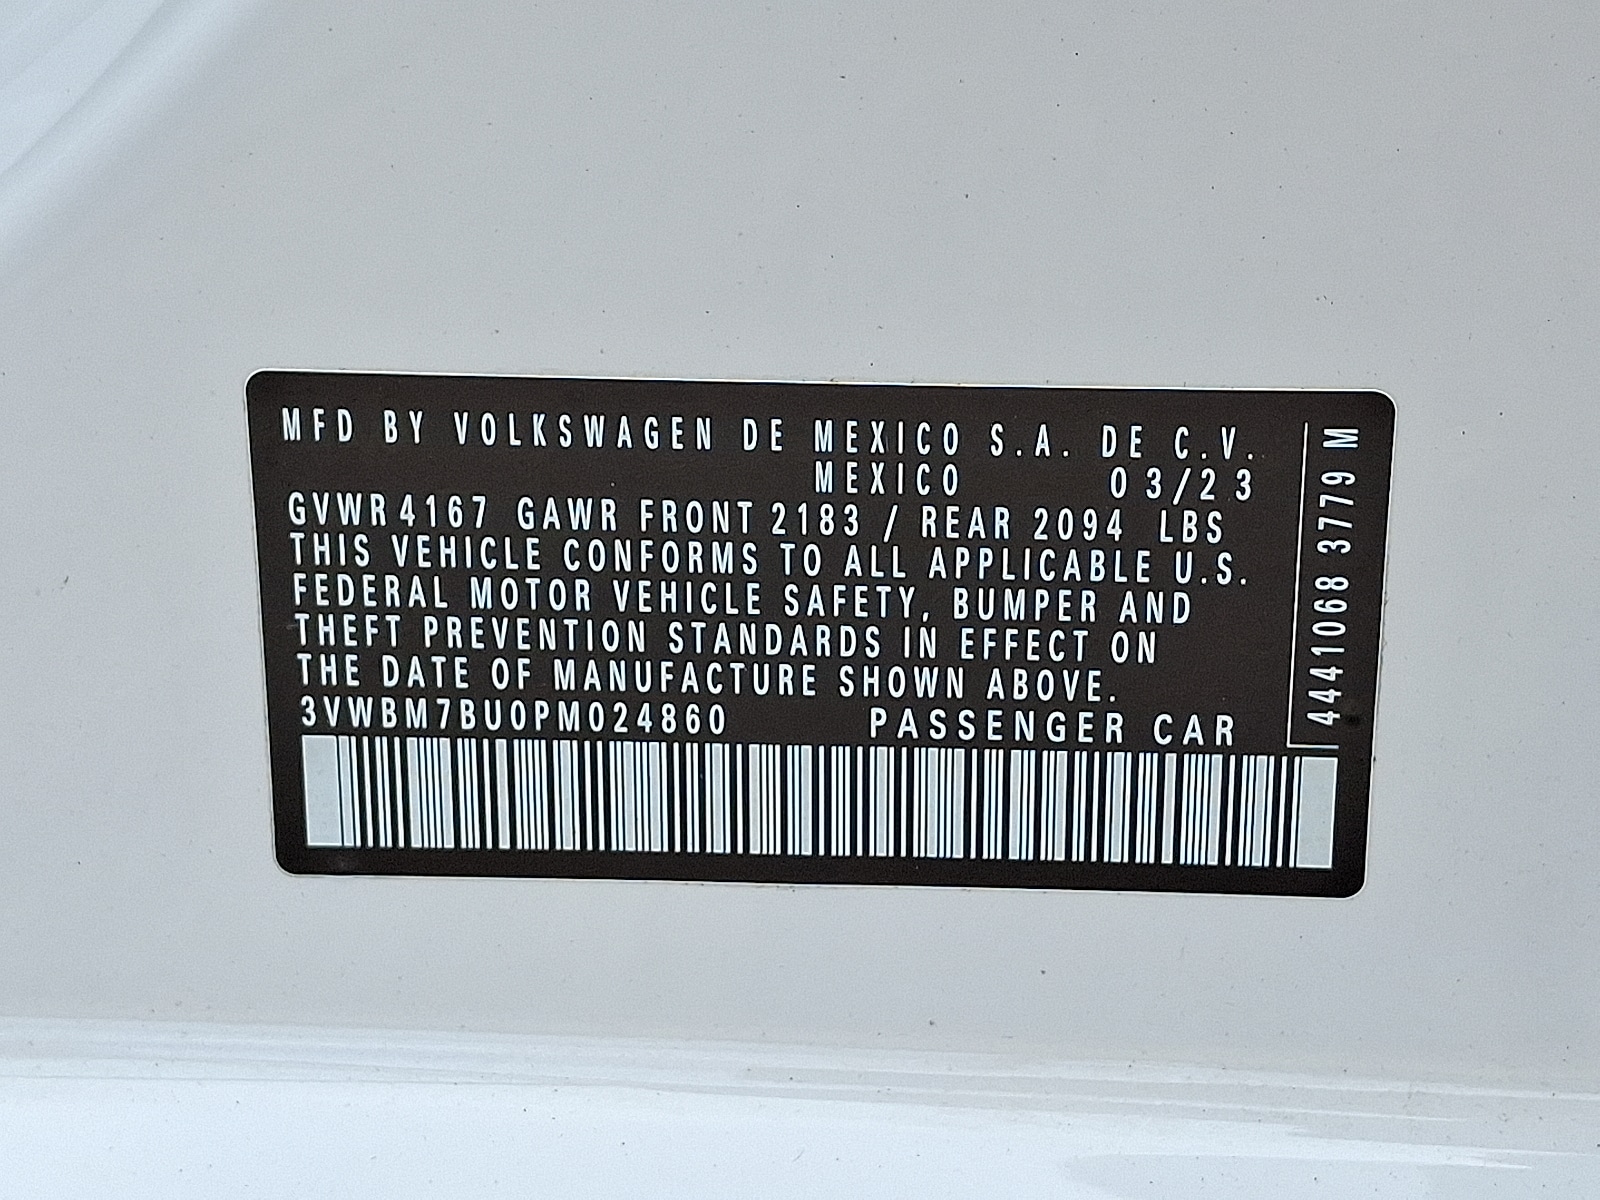 MFD BY VOLKSWAGEN DE MEXICO S.A. DE C.V.
MEXICO 03/23
GVWR 4167 GAWR FRONT 2183 / REAR 2094 LBS
THIS VEHICLE CONFORMS TO ALL APPLICABLE U.S.
FEDERAL MOTOR VEHICLE SAFETY, BUMPER AND
THEFT PREVENTION STANDARDS IN EFFECT ON
THE DATE OF MANUFACTURE SHOWN ABOVE.
3VWBM7BU0PM024860 PASSENGER CAR
4441068 3779 M